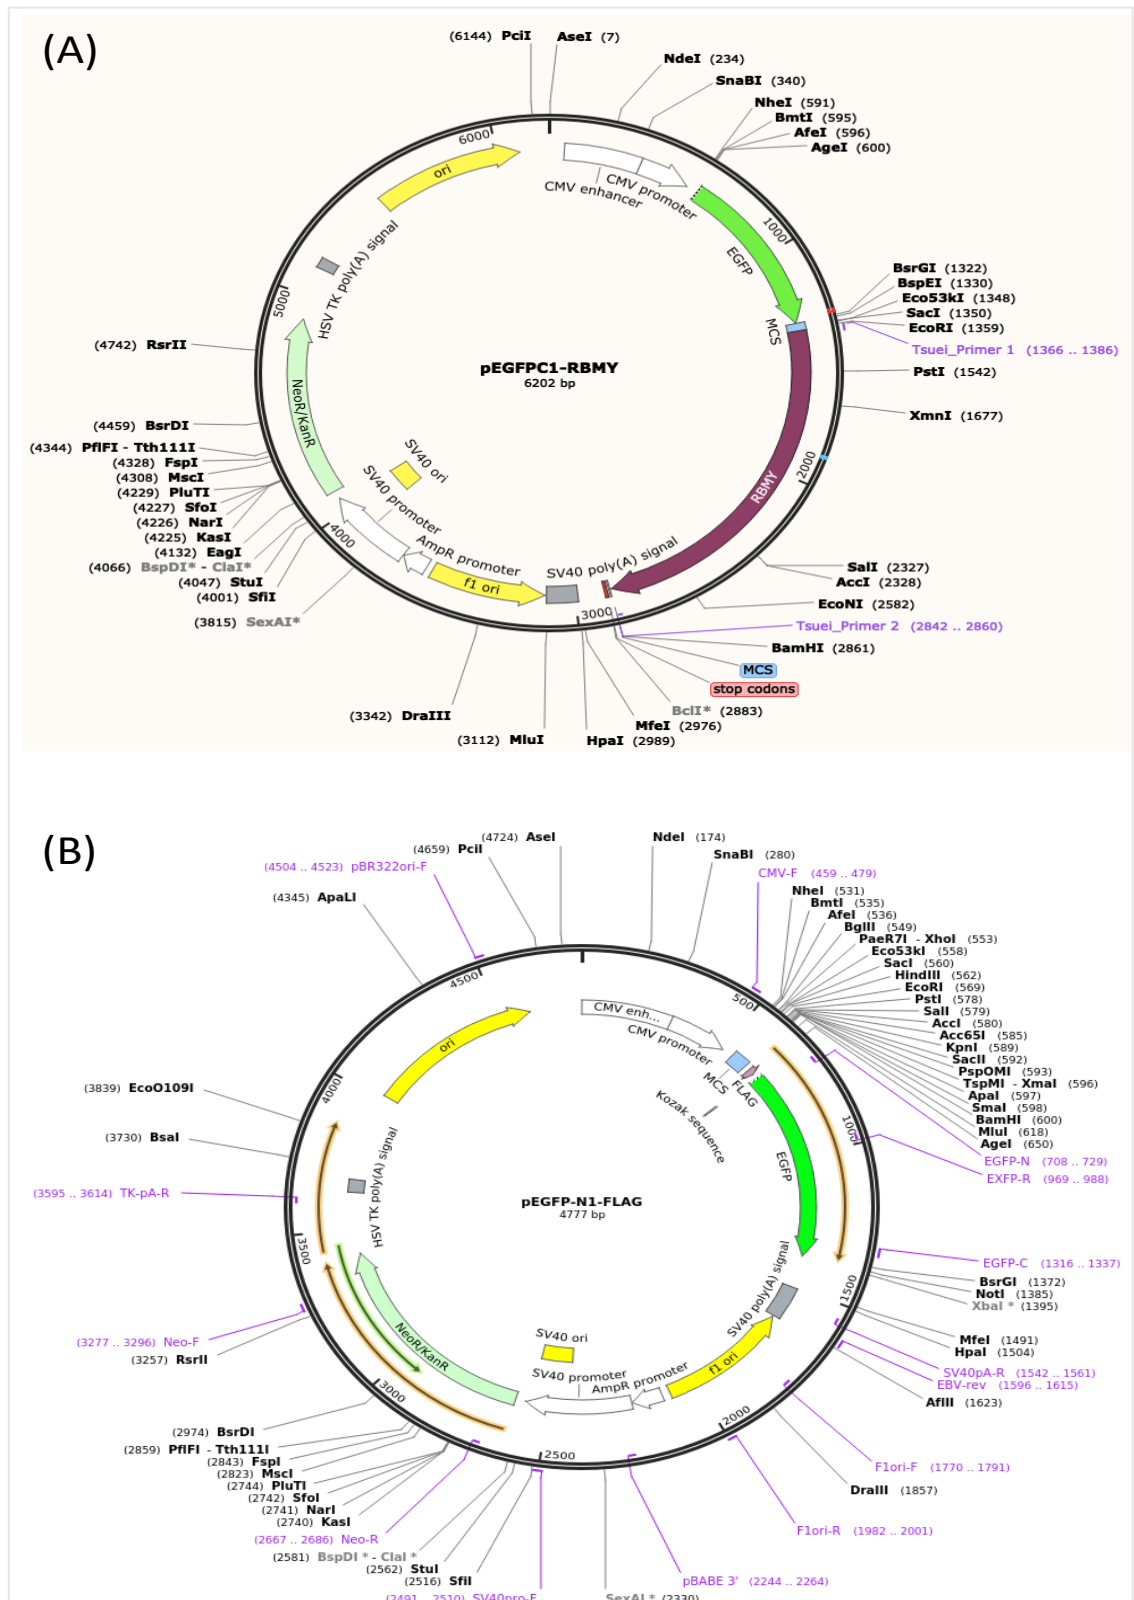 (A)
(6144) PciI
AseI (7)
NdeI (234)
SnaBI (340)
NheI (591)
BmtI (595)
AfeI (596)
AgeI (600)
6000
ori
CMV enhancer
CMV promoter
1000
EGFP
HSV TK poly(A) signal
5000
BsrGI (1322)
BspEI (1330)
Eco53kI (1348)
SacI (1350)
EcoRI (1359)
MCS
Tsuei_Primer 1 (1366 .. 1386)
(4742) RsrII
pEGFPC1-RBMY
6202 bp
PstI (1542)
XmnI (1677)
NeoR/KanR
(4459) BsrDI
(4344) PflFI - Tth111I
(4328) FspI
(4308) MscI
(4229) PluTI
(4227) SfoI
(4226) NarI
(4225) KasI
(4132) EagI
(4066) BspDI* - ClaI*
(4047) StuI
(4001) SfiI
(3815) SexAI*
SV40 ori
SV40 promoter
2000
RBMY
4000
AmpR promoter
SV40 poly(A) signal
f1 ori
3000
SalI (2327)
AccI (2328)
EcoNI (2582)
Tsuei_Primer 2 (2842 .. 2860)
BamHI (2861)
MCS
stop codons
BclI* (2883)
MfeI (2976)
HpaI (2989)
(3342) DraIII
(3112) MluI
(B)
(4724) AseI
(4659) PciI
(4504 .. 4523) pBR322ori-F
(4345) ApaLI
NdeI (174)
SnaBI (280)
CMV-F (459 .. 479)
NheI (531)
BmtI (535)
AfeI (536)
BglII (549)
PaeR7I - XhoI (553)
Eco53kI (558)
SacI (560)
HindIII (562)
EcoRI (569)
PstI (578)
SalI (579)
AccI (580)
Acc65I (585)
KpnI (589)
SacII (592)
PspOMI (593)
TspMI - XmaI (596)
ApaI (597)
SmaI (598)
BamHI (600)
MluI (618)
AgeI (650)
EGFP-N (708 .. 729)
EXFP-R (969 .. 988)
4500
500
CMV enh...
CMV promoter
ori
MCS
FLAG
Kozak sequence
1000
EGFP
4000
(3839) EcoO109I
(3730) BsaI
(3595 .. 3614) TK-pA-R
HSV TK poly(A) signal
pEGFP-N1-FLAG
4777 bp
3500
EGFP-C (1316 .. 1337)
BsrGI (1372)
NotI (1385)
XbaI * (1395)
1500
SV40 poly(A) signal
MfeI (1491)
HpaI (1504)
SV40pA-R (1542 .. 1561)
EBV-rev (1596 .. 1615)
AflII (1623)
(3277 .. 3296) Neo-F
(3257) RsrII
NeoR/KanR
SV40 ori
SV40 promoter
AmpR promoter
f1 ori
3000
2000
2500
(2974) BsrDI
(2859) PflFI - Tth111I
(2843) FspI
(2823) MscI
(2744) PluTI
(2742) SfoI
(2741) NarI
(2740) KasI
(2667 .. 2686) Neo-R
(2581) BspDI * - ClaI *
(2562) StuI
(2516) SfiI
(2491 .. 2510) SV40pro-F
F1ori-F (1770 .. 1791)
DraIII (1857)
F1ori-R (1982 .. 2001)
pBABE 3' (2244 .. 2264)
SexAI * (2330)